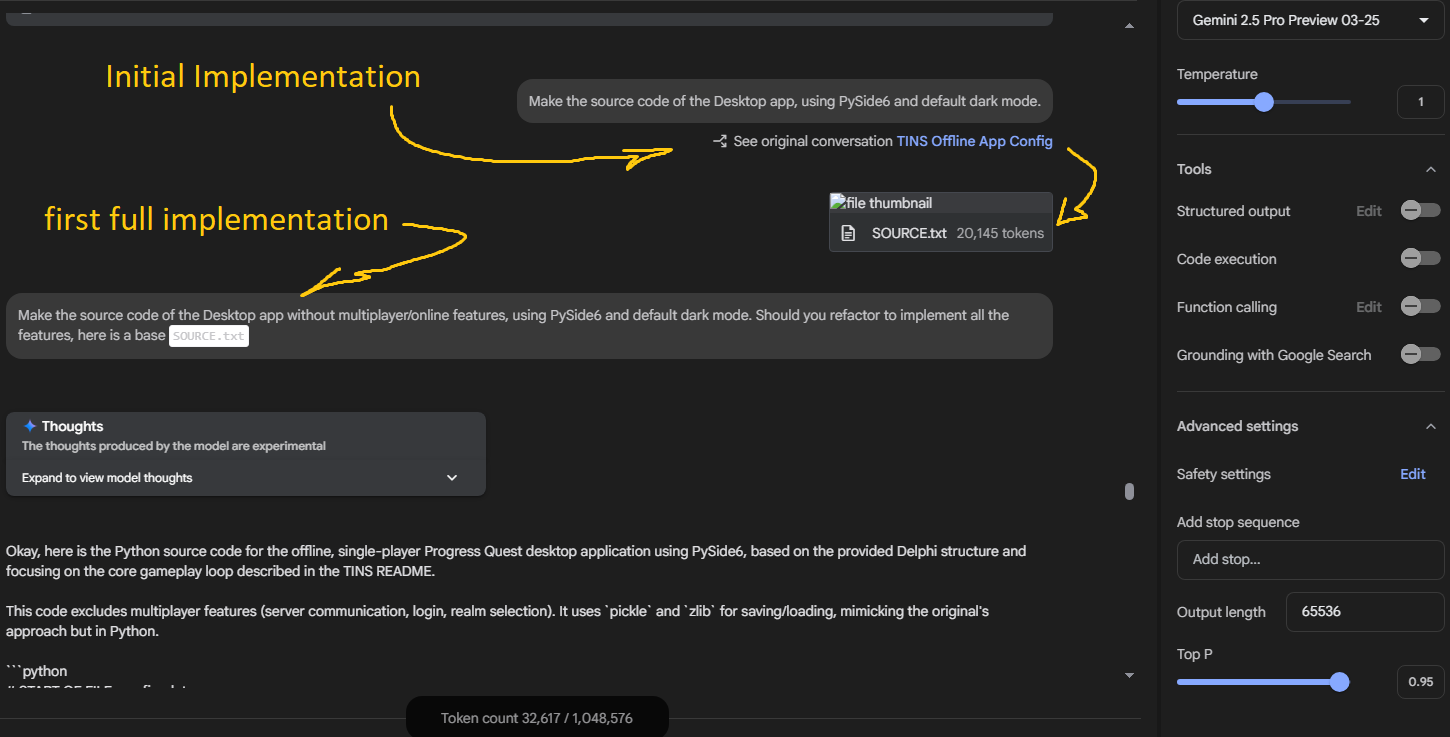 Initial Implementation
Make the source code of the Desktop app, using PySide6 and default dark mode.
See original conversation TINS Offline App Config
file thumbnail
SOURCE.txt 20,145 tokens
first full implementation
Make the source code of the Desktop app without multiplayer/online features, using PySide6 and default dark mode. Should you refactor to implement all the
features, here is a base SOURCE.txt
Thoughts
The thoughts produced by the model are experimental
Expand to view model thoughts
Okay, here is the Python source code for the offline, single-player Progress Quest desktop application using PySide6, based on the provided Delphi structure and
focusing on the core gameplay loop described in the TINS README.
This code excludes multiplayer features (server communication, login, realm selection). It uses `pickle` and `zlib` for saving/loading, mimicking the original's
approach but in Python.
```python
Token count 32,617 / 1,048,576
Gemini 2.5 Pro Preview 03-25
Temperature
1
Tools
Structured output Edit
Code execution
Function calling Edit
Grounding with Google Search
Advanced settings
Safety settings Edit
Add stop sequence
Add stop...
Output length 65536
Top P
0.95